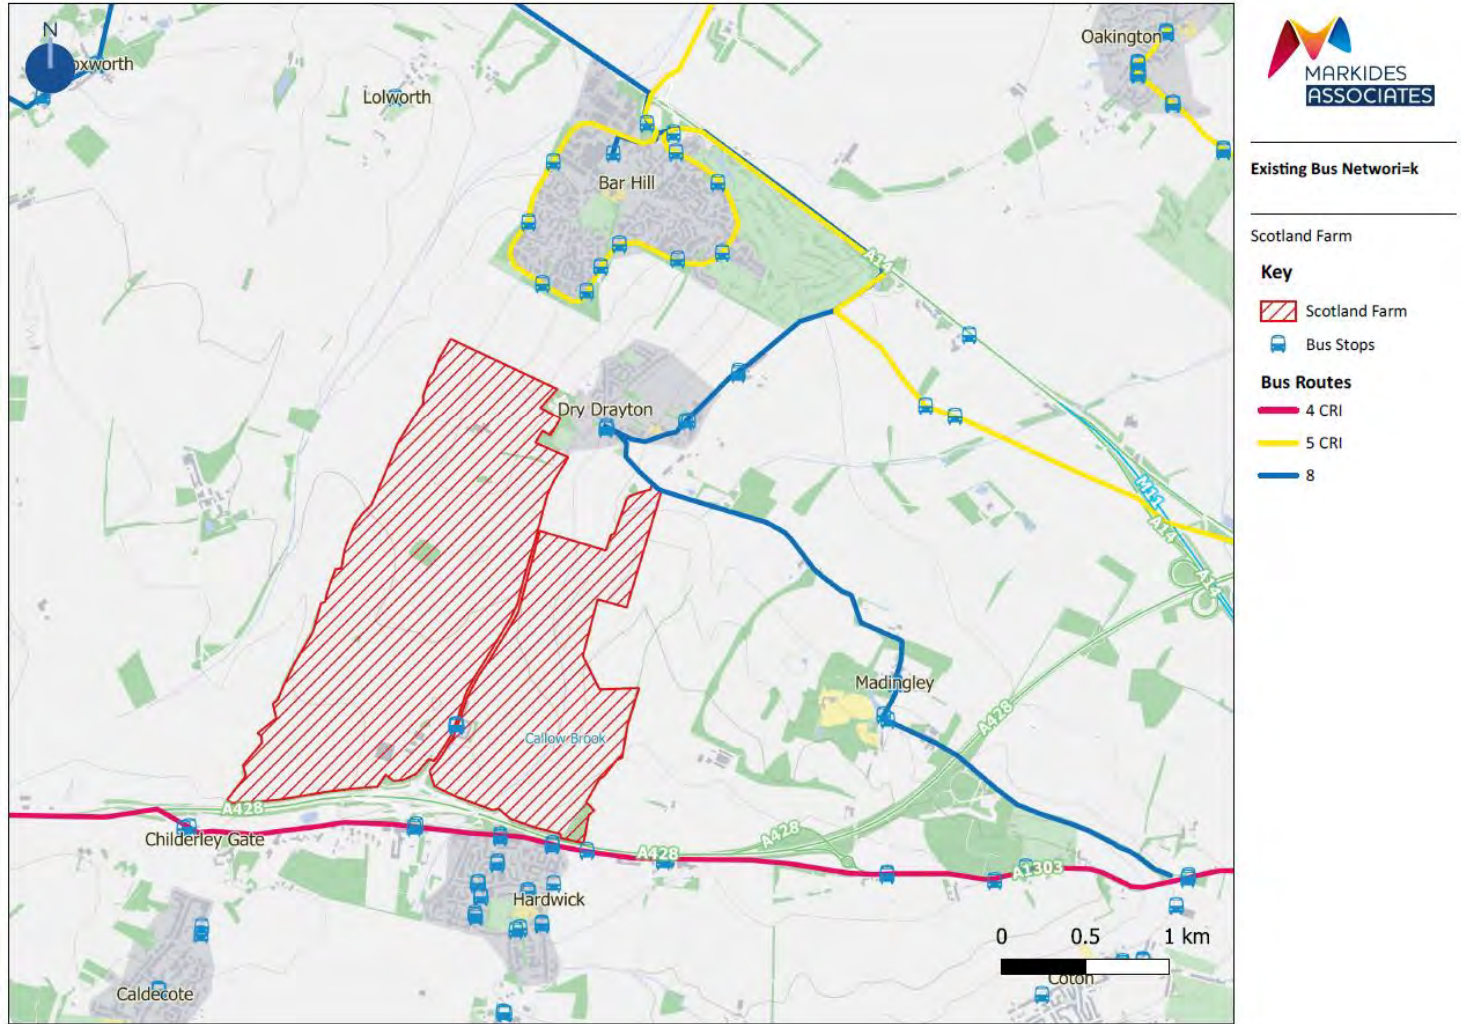 N
oxworth
Lolworth
Oakington
Bar Hill
A14
Dry Drayton
M11
A14
A14
Madingley
A428
Callow Brook
A428
Childerley Gate
A428
A428
A1303
Hardwick
0 0.5 1 km
Coton
Caldecote
MARKIDES
ASSOCIATES
Existing Bus Networi=k
Scotland Farm
Key
Scotland Farm
Bus Stops
Bus Routes
4 CRI
5 CRI
8